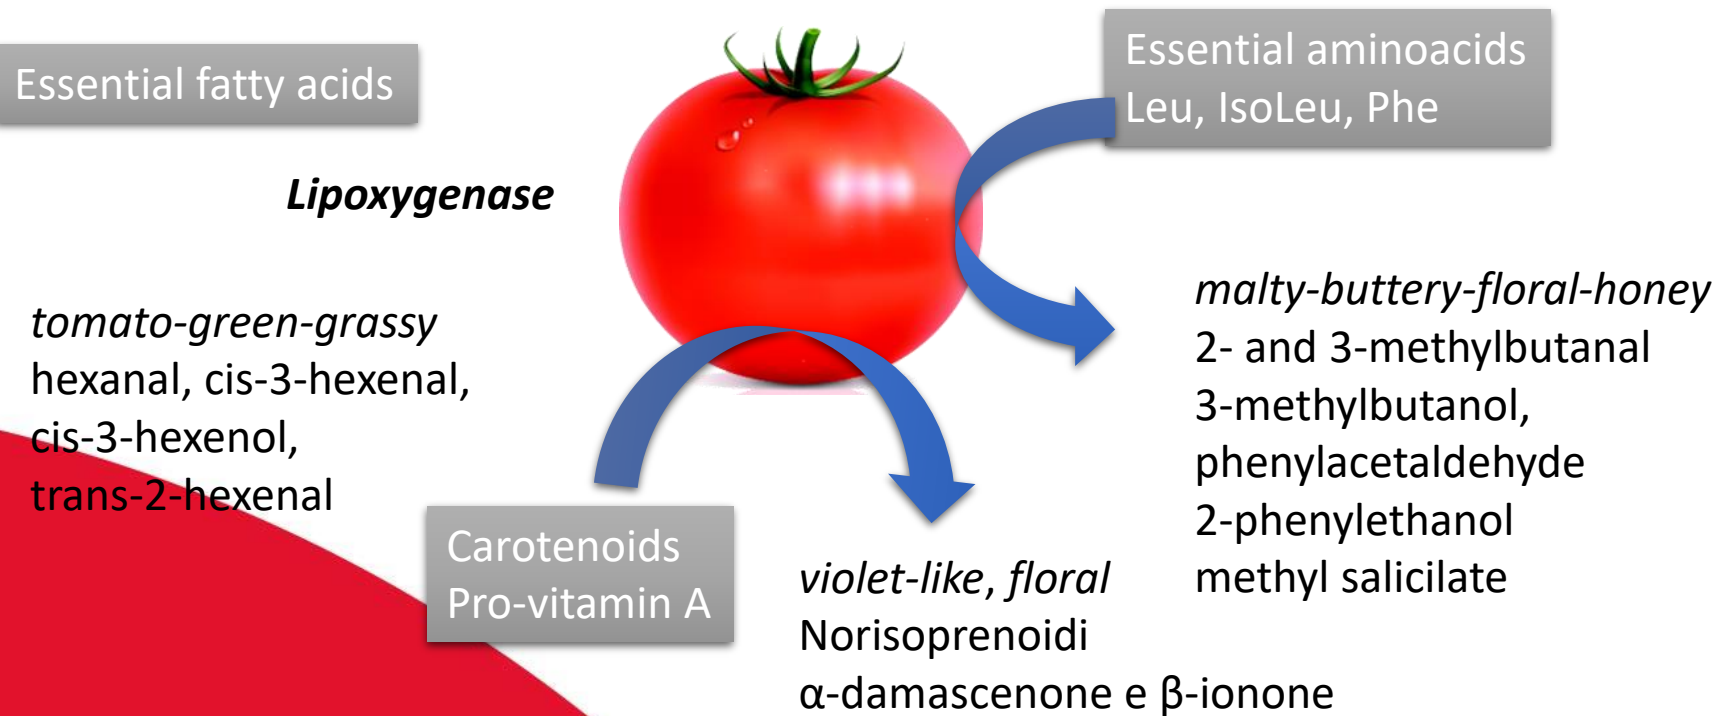 Essential fatty acids
Lipoxygenase
tomato-green-grassy
hexanal, cis-3-hexenal,
cis-3-hexenol,
trans-2-hexenal
Essential aminoacids
Leu, IsoLeu, Phe
malty-buttery-floral-honey
2- and 3-methylbutanal
3-methylbutanol,
phenylacetaldehyde
2-phenylethanol
methyl salicilate
Carotenoids
Pro-vitamin A
violet-like, floral
Norisoprenoidi
α-damascenone e β-ionone